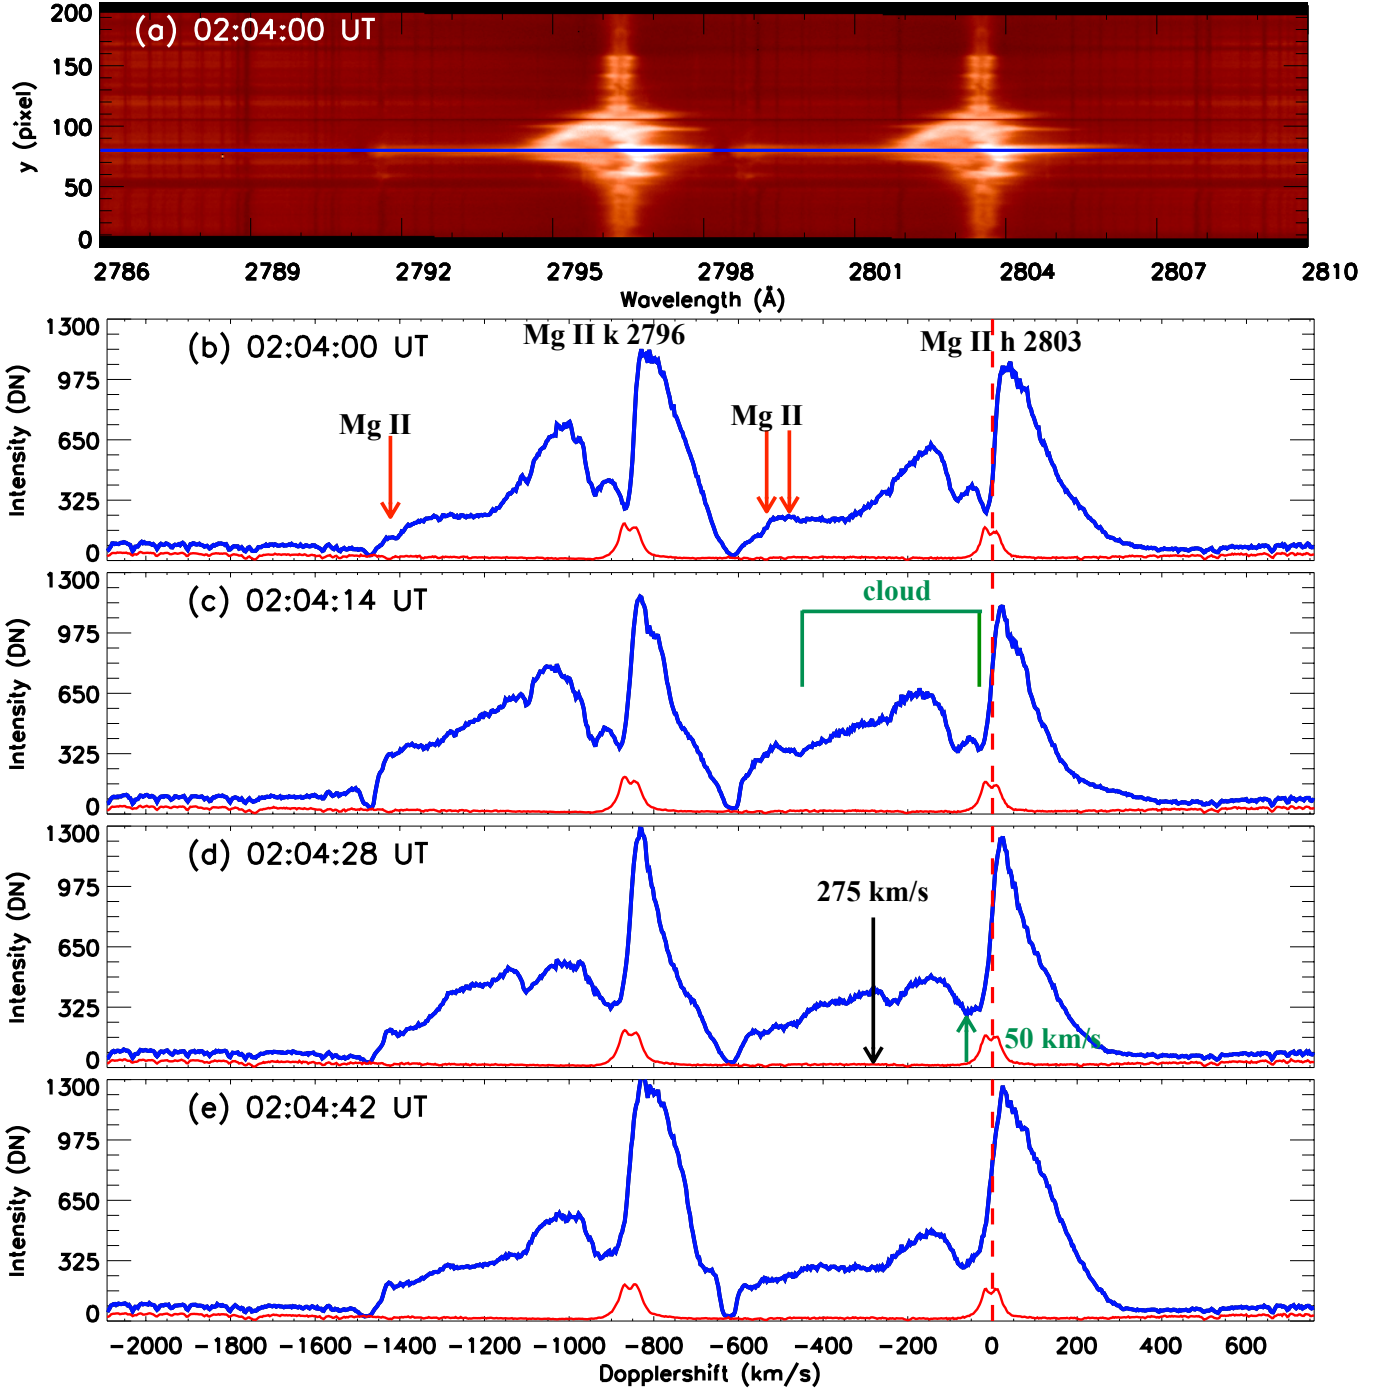 200
(a) 02:04:00 UT
150
100
50
0
y (pixel)
2786 2789 2792 2795 2798 2801 2804 2807 2810
Wavelength (Å)
1300
975
650
325
0
Intensity (DN)
(b) 02:04:00 UT
Mg II k 2796
Mg II h 2803
Mg II
Mg II
1300
975
650
325
0
Intensity (DN)
(c) 02:04:14 UT
cloud
1300
975
650
325
0
Intensity (DN)
(d) 02:04:28 UT
275 km/s
50 km/s
1300
975
650
325
0
Intensity (DN)
(e) 02:04:42 UT
-2000 -1800 -1600 -1400 -1200 -1000 -800 -600 -400 -200 0 200 400 600
Dopplershift (km/s)